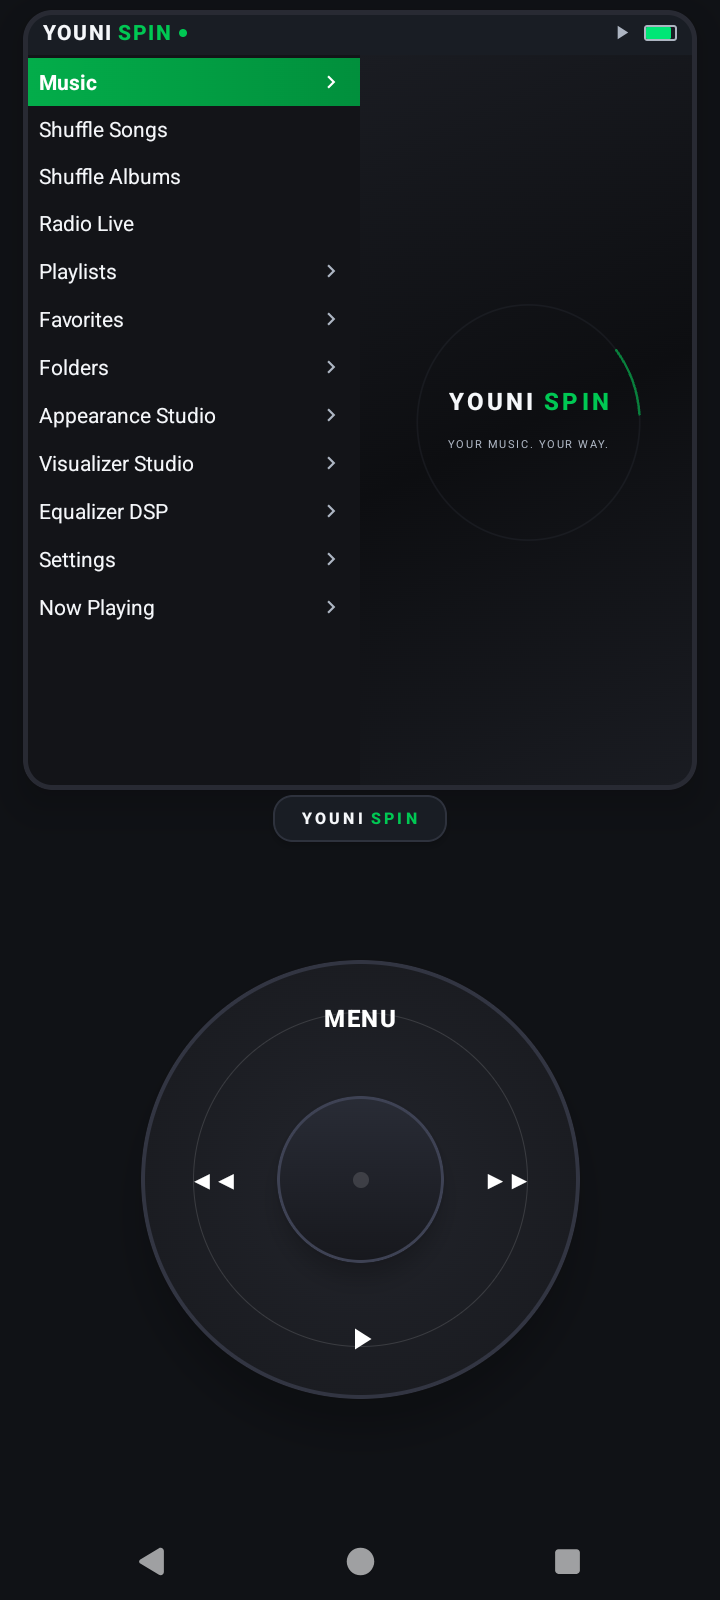 YOUNI SPIN
Music
Shuffle Songs
Shuffle Albums
Radio Live
Playlists
Favorites
Folders
Appearance Studio
Visualizer Studio
Equalizer DSP
Settings
Now Playing
YOUNI SPIN
YOUR MUSIC. YOUR WAY.
YOUNI SPIN
MENU